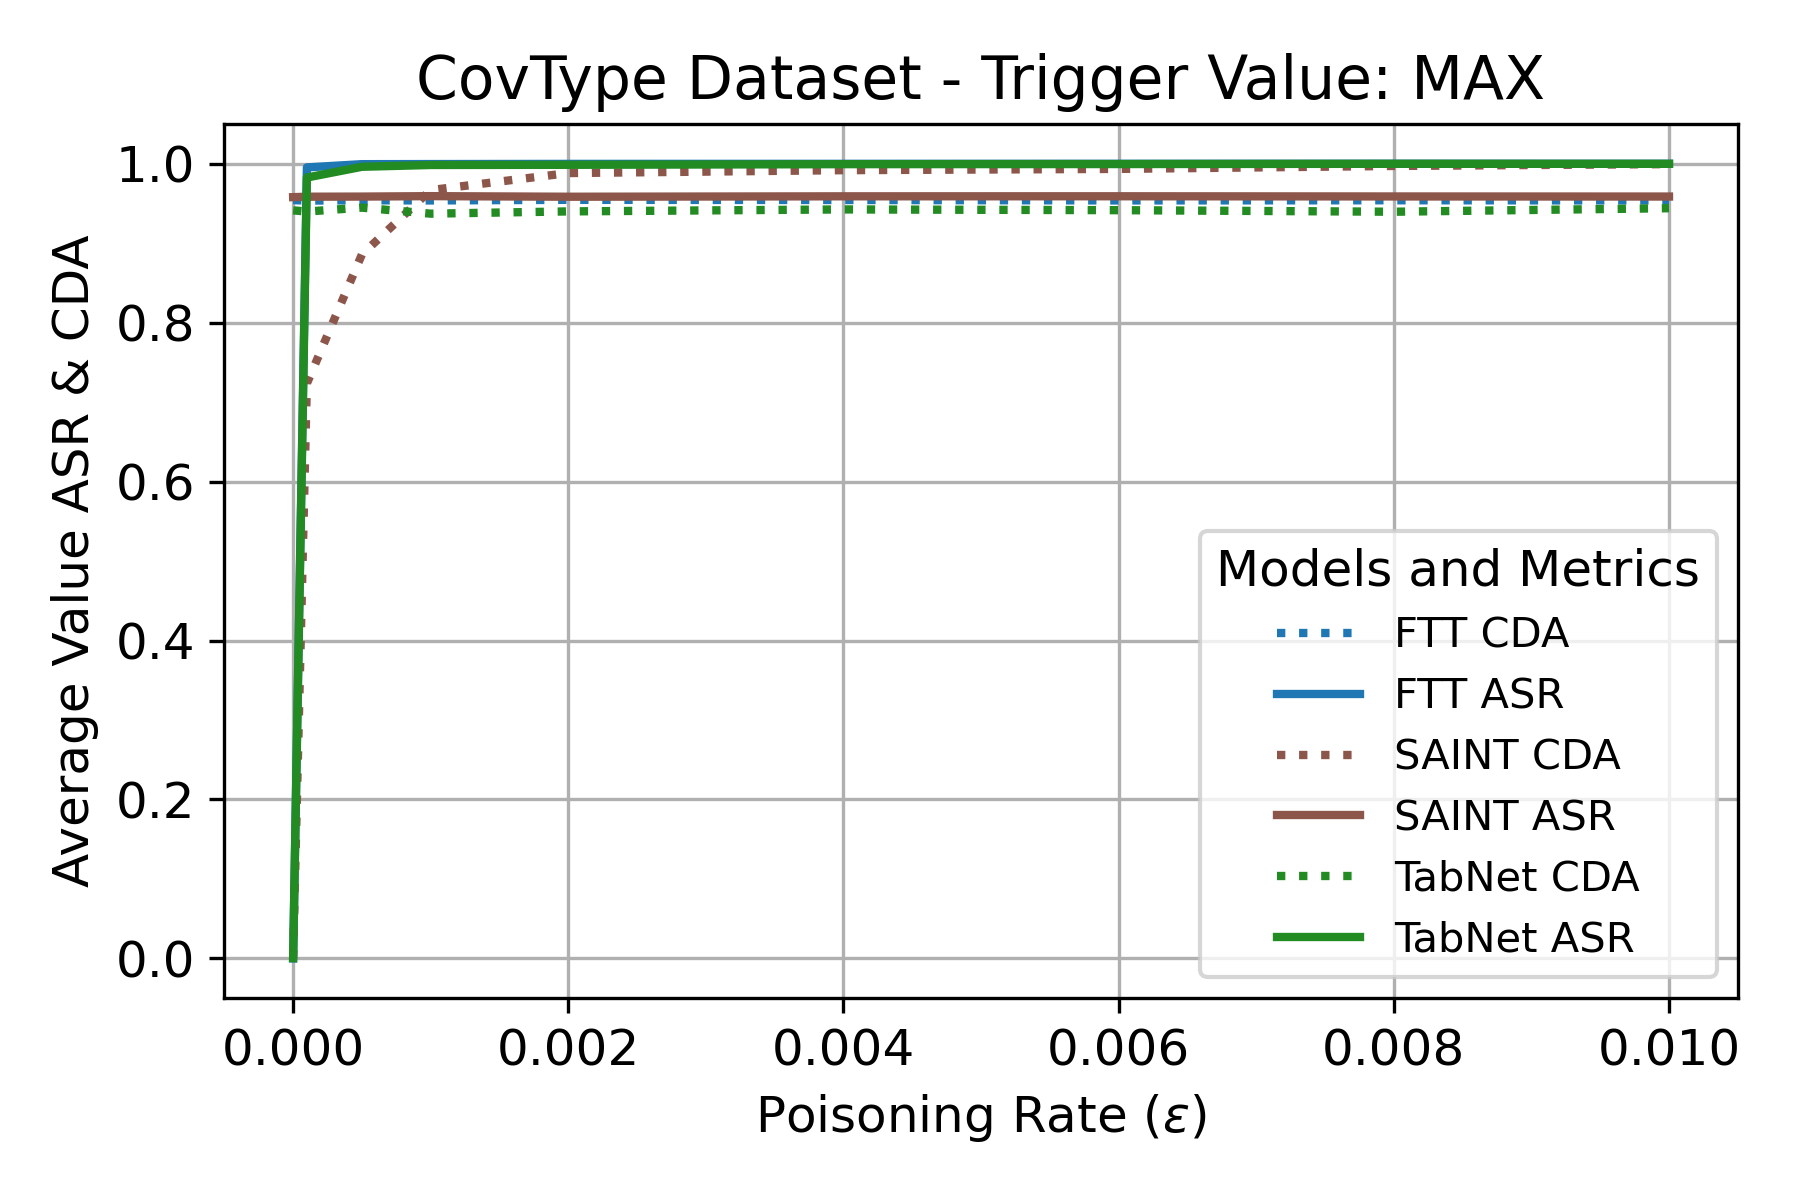 CovType Dataset - Trigger Value: MAX
Average Value ASR & CDA
1.0
0.8
0.6
0.4
0.2
0.0
Models and Metrics
FTT CDA
FTT ASR
SAINT CDA
SAINT ASR
TabNet CDA
TabNet ASR
0.000 0.002 0.004 0.006 0.008 0.010
Poisoning Rate (ε)